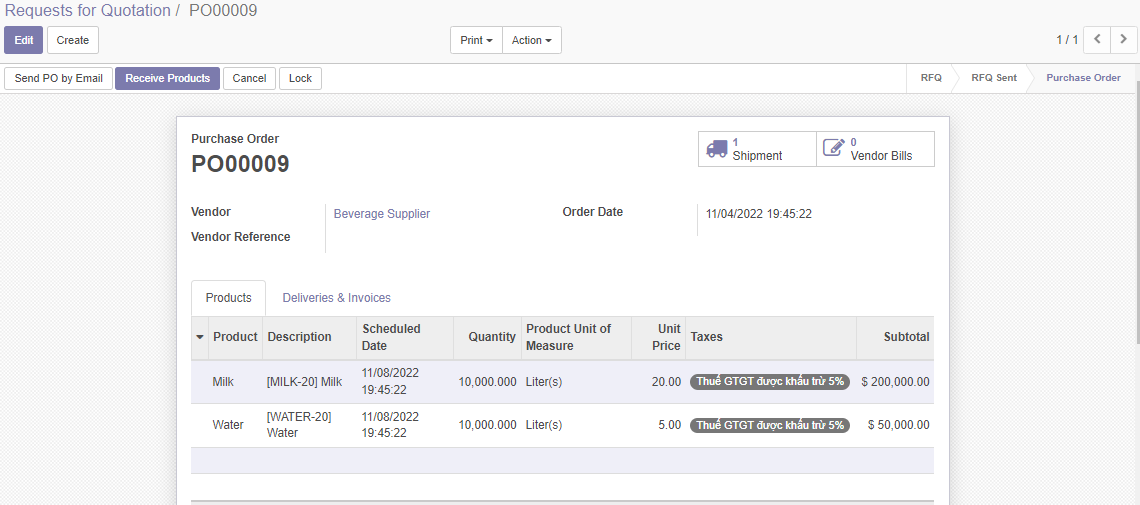 Requests for Quotation / PO00009
Edit Create Print Action 1 / 1
Send PO by Email Receive Products Cancel Lock RFQ RFQ Sent Purchase Order
Purchase Order
PO00009
1
Shipment
0
Vendor Bills
Vendor Beverage Supplier Order Date 11/04/2022 19:45:22
Vendor Reference
Products Deliveries & Invoices
Product Description Scheduled Date Quantity Product Unit of Measure Unit Price Taxes Subtotal
Milk [MILK-20] Milk 11/08/2022 19:45:22 10,000.000 Liter(s) 20.00 Thuế GTGT được khấu trừ 5% $ 200,000.00
Water [WATER-20] Water 11/08/2022 19:45:22 10,000.000 Liter(s) 5.00 Thuế GTGT được khấu trừ 5% $ 50,000.00